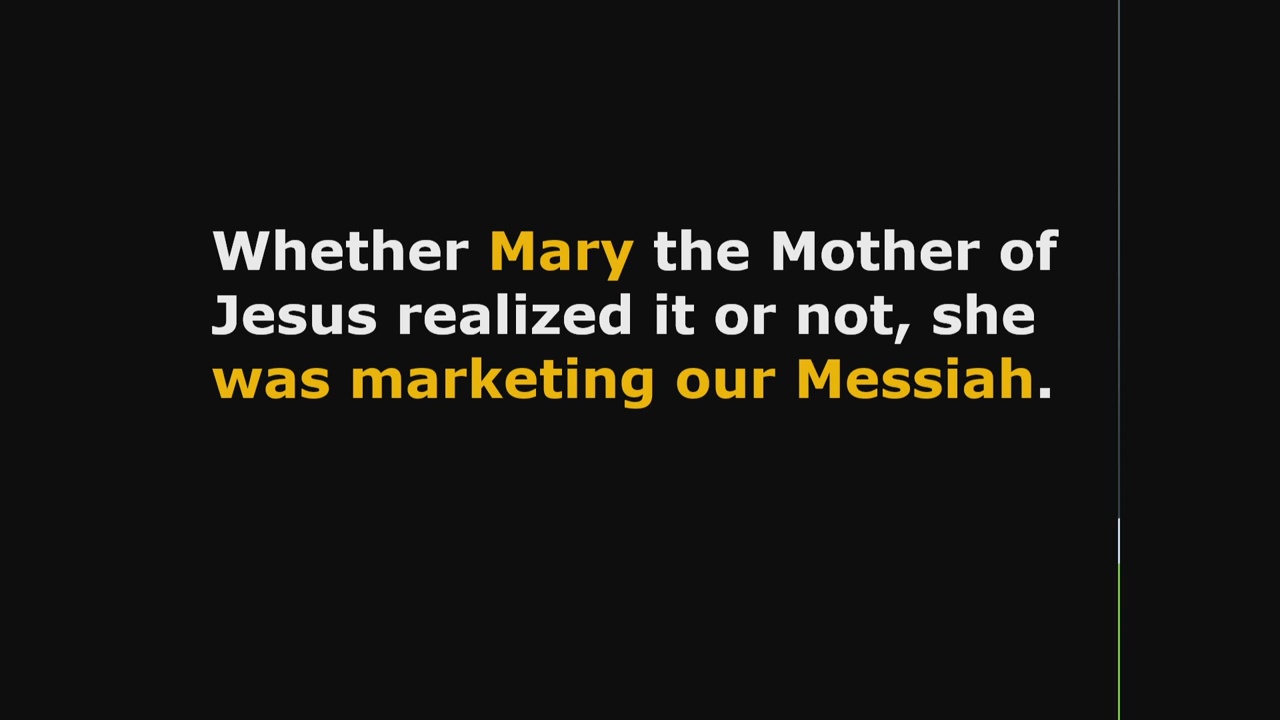 Whether Mary the Mother of
Jesus realized it or not, she
was marketing our Messiah.